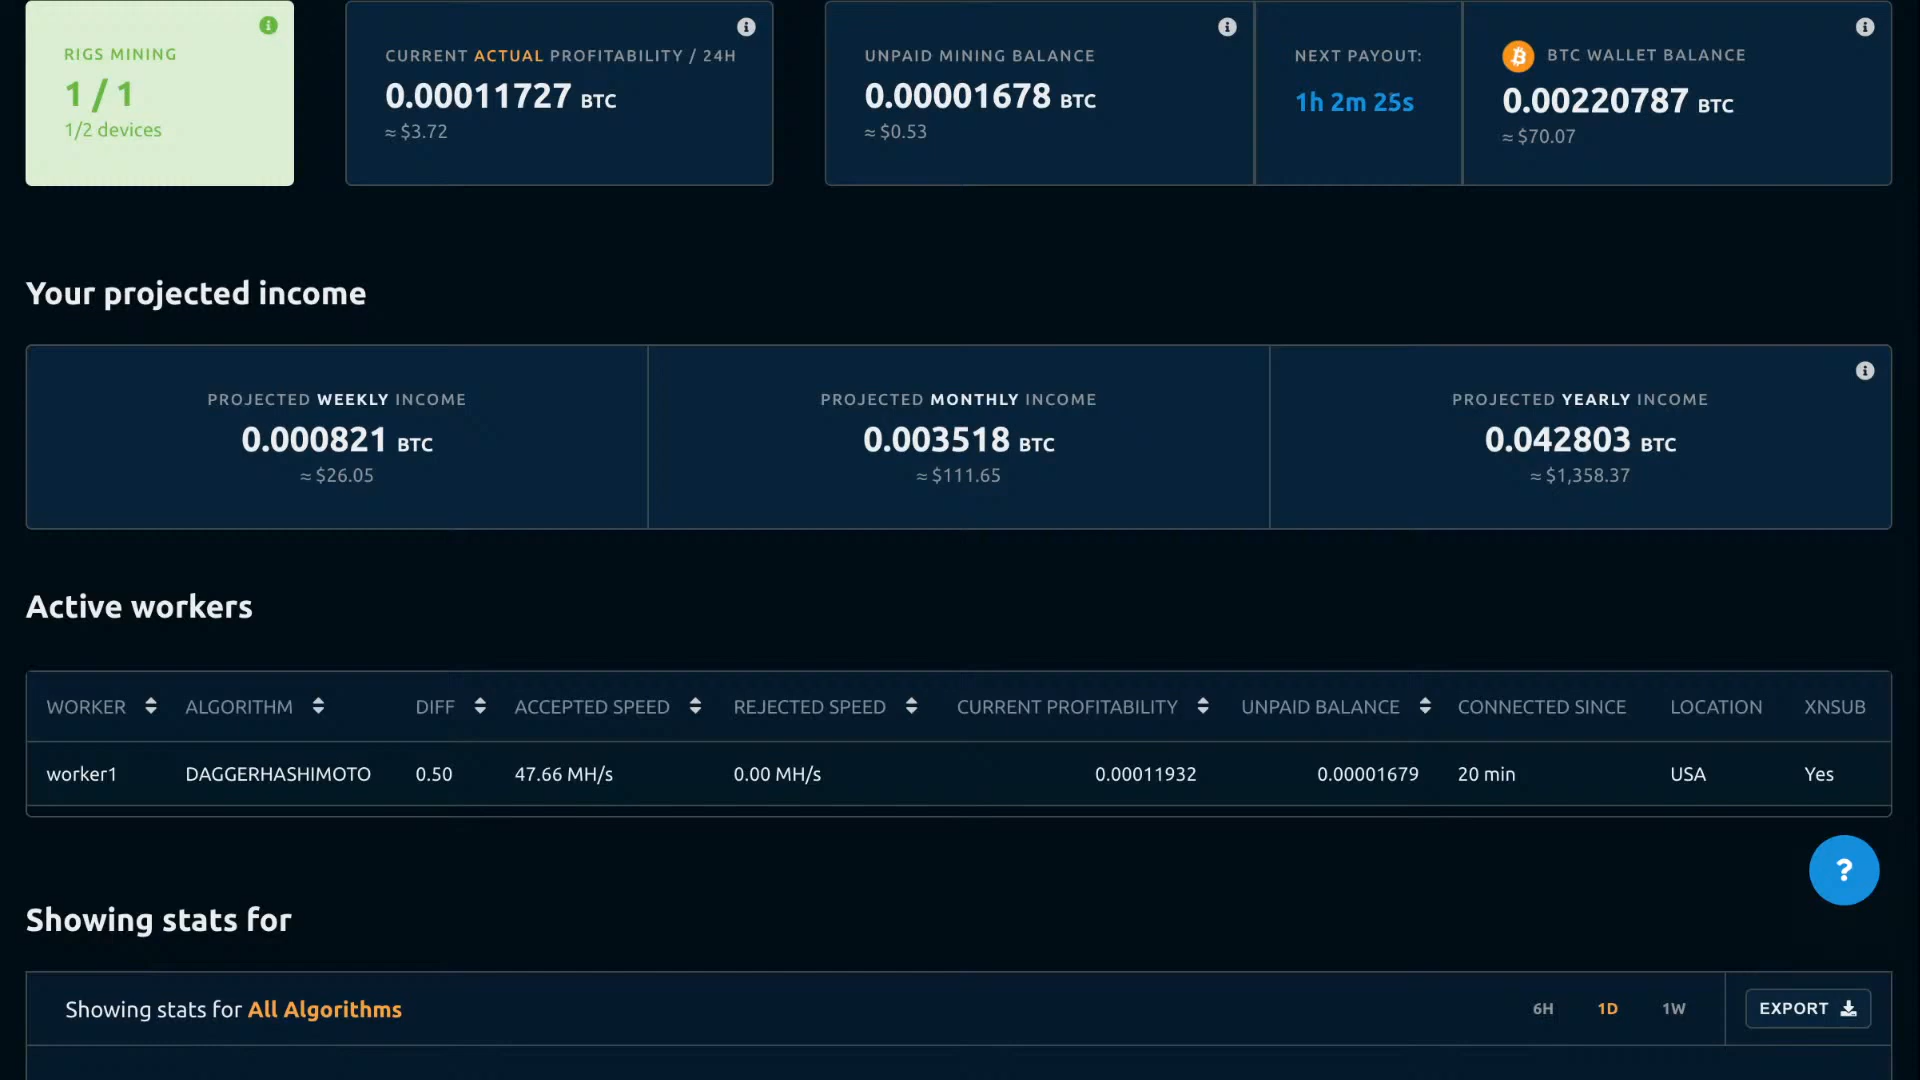 RIGS MINING
1 / 1
1/2 devices
CURRENT ACTUAL PROFITABILITY / 24H
0.00011727 BTC
≈ $3.72
UNPAID MINING BALANCE
0.00001678 BTC
≈ $0.53
NEXT PAYOUT:
1h 2m 25s
BTC WALLET BALANCE
0.00220787 BTC
≈ $70.07
Your projected income
PROJECTED WEEKLY INCOME
0.000821 BTC
≈ $26.05
PROJECTED MONTHLY INCOME
0.003518 BTC
≈ $111.65
PROJECTED YEARLY INCOME
0.042803 BTC
≈ $1,358.37
Active workers
WORKER ALGORITHM DIFF ACCEPTED SPEED REJECTED SPEED CURRENT PROFITABILITY UNPAID BALANCE CONNECTED SINCE LOCATION XNSUB
worker1 DAGGERHASHIMOTO 0.50 47.66 MH/s 0.00 MH/s 0.00011932 0.00001679 20 min USA Yes
?
Showing stats for
Showing stats for All Algorithms 6H 1D 1W EXPORT